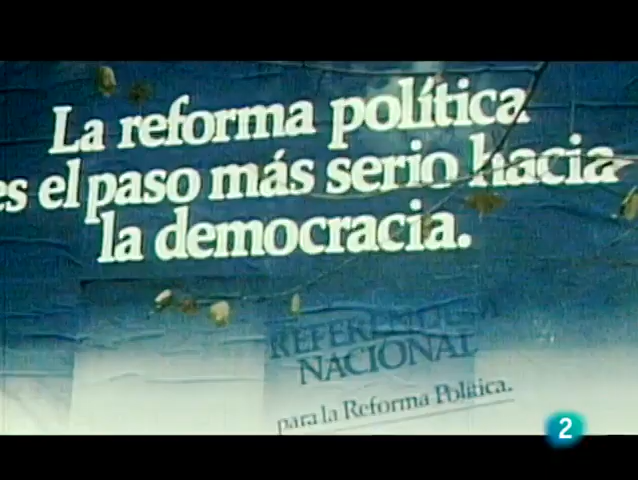 La reforma política
es el paso más serio hacia
la democracia.
REFERENDUM
NACIONAL
para la Reforma Política.
2